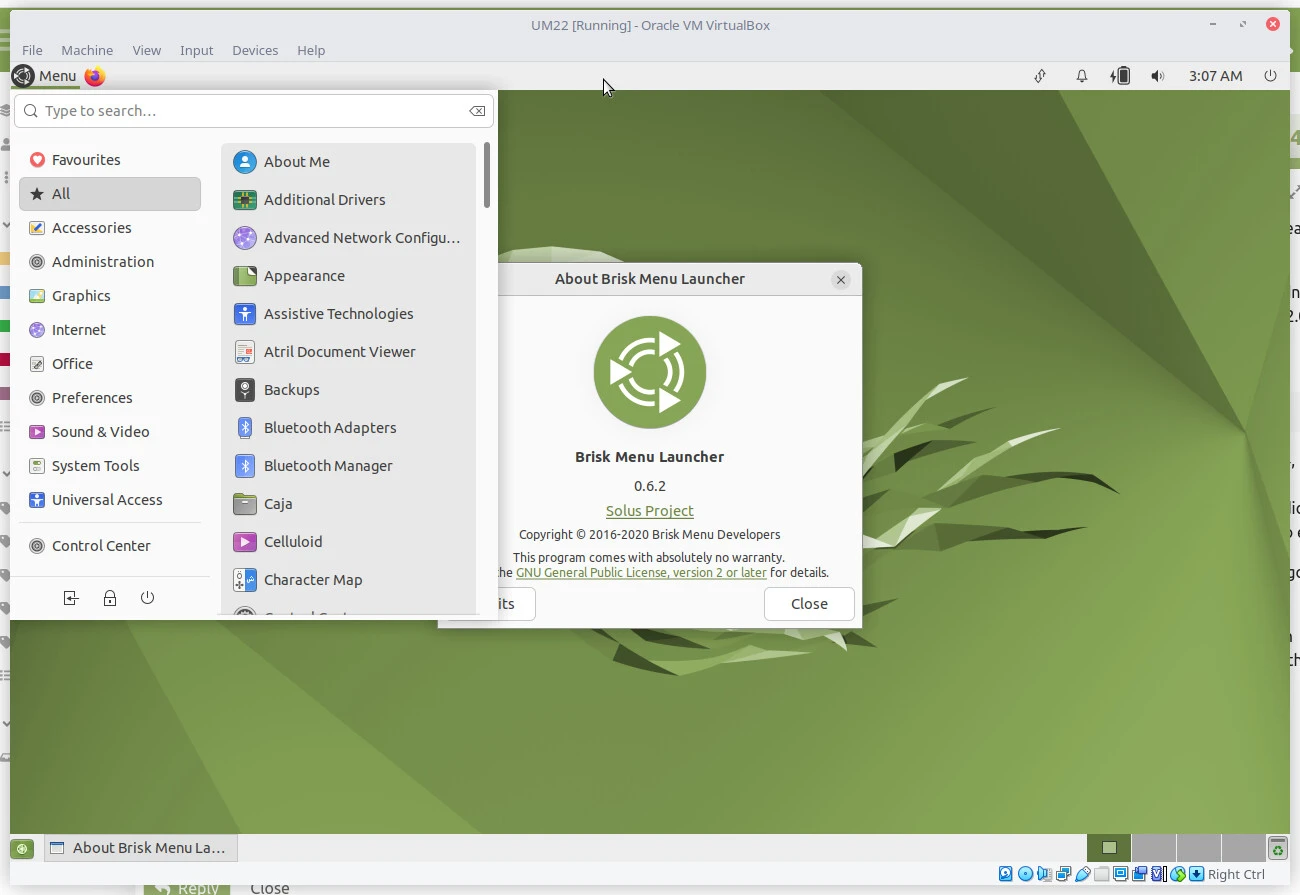 UM22 [Running] - Oracle VM VirtualBox
File Machine View Input Devices Help
Menu 3:07 AM
Type to search...
Favourites
All
Accessories
Administration
Graphics
Internet
Office
Preferences
Sound & Video
System Tools
Universal Access
Control Center
About Me
Additional Drivers
Advanced Network Configu...
Appearance
Assistive Technologies
Atril Document Viewer
Backups
Bluetooth Adapters
Bluetooth Manager
Caja
Celluloid
Character Map
About Brisk Menu Launcher
Brisk Menu Launcher
0.6.2
Solus Project
Copyright © 2016-2020 Brisk Menu Developers
This program comes with absolutely no warranty.
GNU General Public License, version 2 or later for details.
Close
About Brisk Menu La...
Right Ctrl
Reply Close